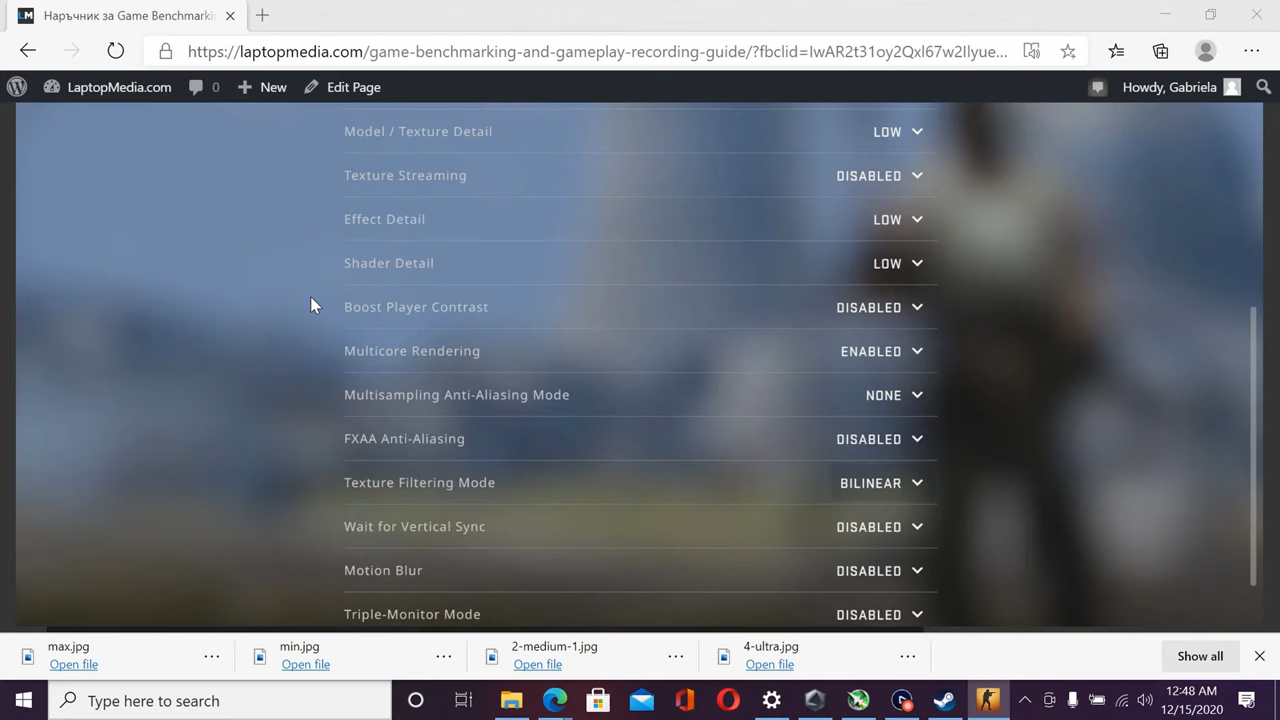 Наръчник за Game Benchmarki
https://laptopmedia.com/game-benchmarking-and-gameplay-recording-guide/?fbclid=IwAR2t31oy2Qxl67w2Ilyue...
LaptopMedia.com 0 New Edit Page Howdy, Gabriela
Model / Texture Detail LOW
Texture Streaming DISABLED
Effect Detail LOW
Shader Detail LOW
Boost Player Contrast DISABLED
Multicore Rendering ENABLED
Multisampling Anti-Aliasing Mode NONE
FXAA Anti-Aliasing DISABLED
Texture Filtering Mode BILINEAR
Wait for Vertical Sync DISABLED
Motion Blur DISABLED
Triple-Monitor Mode DISABLED
max.jpg min.jpg 2-medium-1.jpg 4-ultra.jpg
Open file Open file Open file Open file Show all
Type here to search
12:48 AM
12/15/2020